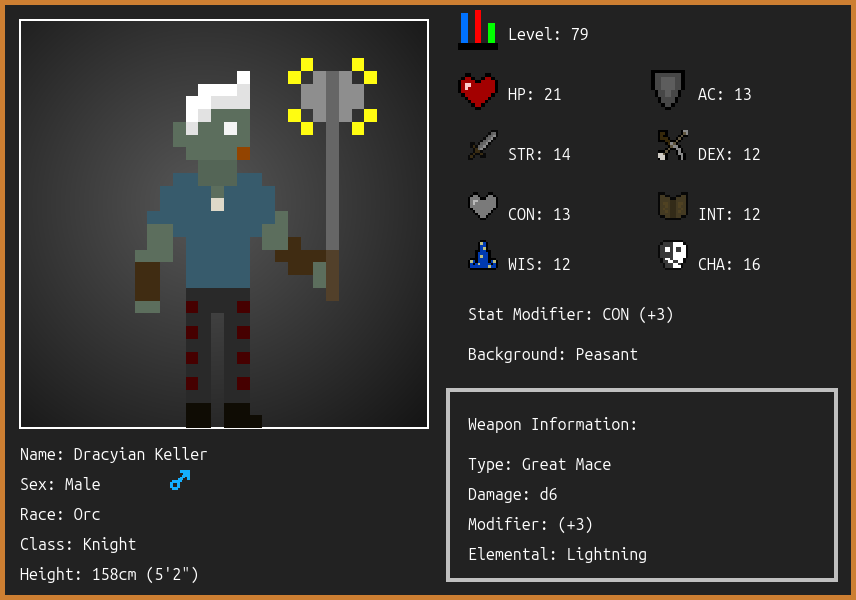 Level: 79
HP: 21
AC: 13
STR: 14
DEX: 12
CON: 13
INT: 12
WIS: 12
CHA: 16
Stat Modifier: CON (+3)
Background: Peasant
Weapon Information:
Type: Great Mace
Damage: d6
Modifier: (+3)
Elemental: Lightning
Name: Dracyian Keller
Sex: Male
Race: Orc
Class: Knight
Height: 158cm (5'2")